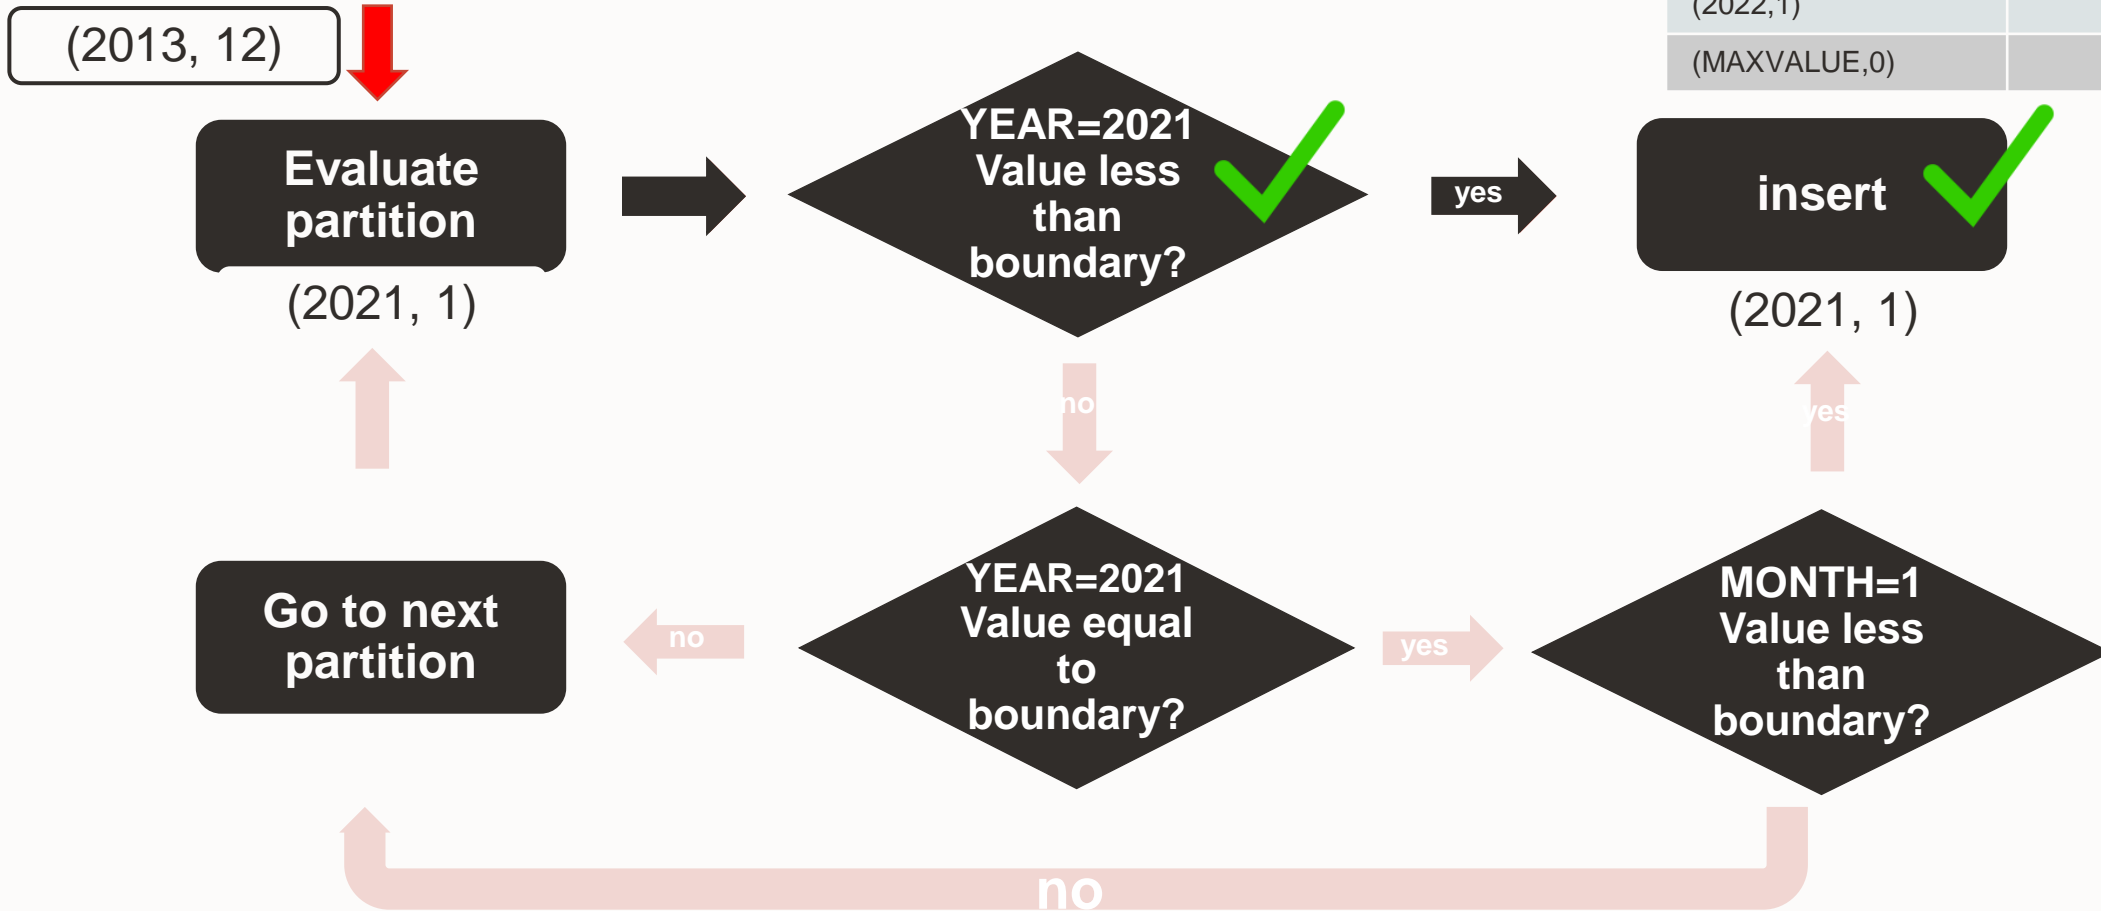 (2022,1)
(2013, 12)
(MAXVALUE,0)
Evaluate
partition
(2021, 1)
YEAR=2021
Value less
than
boundary?
yes
insert
(2021, 1)
no
yes
Go to next
partition
no
YEAR=2021
Value equal
to
boundary?
yes
MONTH=1
Value less
than
boundary?
no